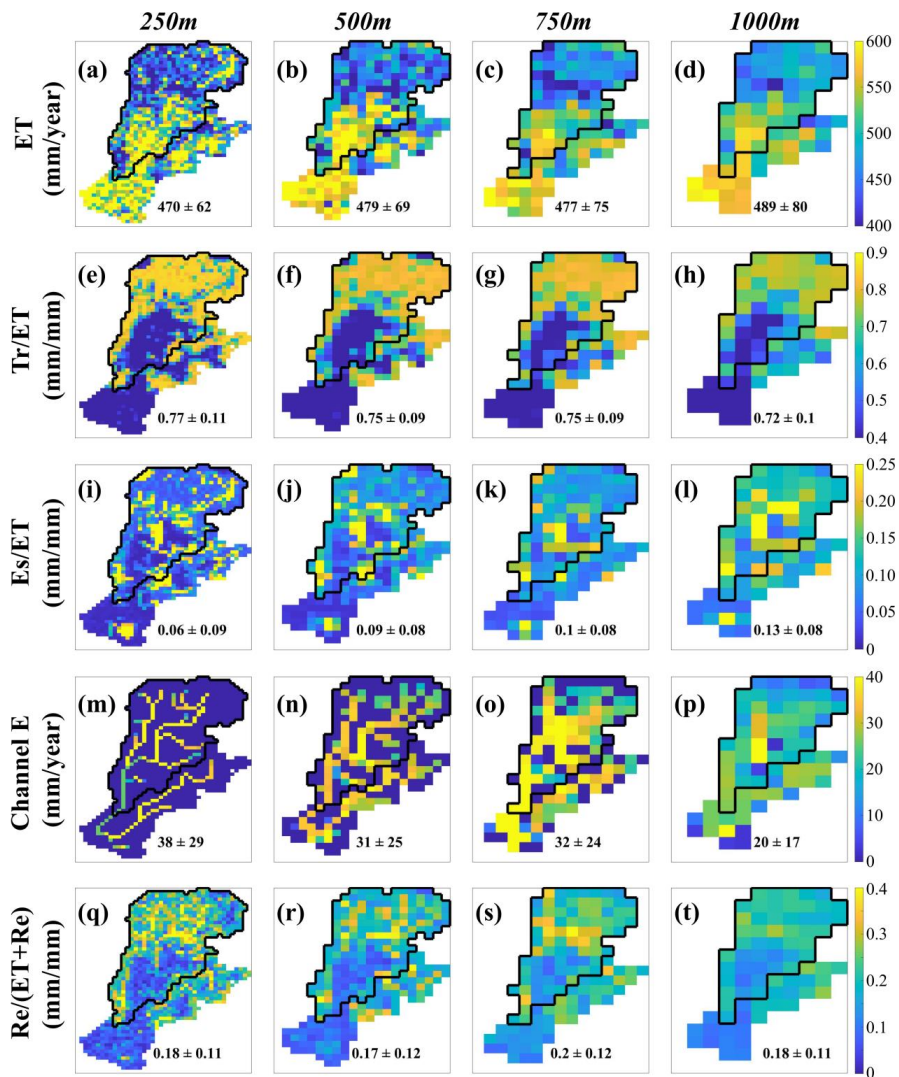 250m 500m 750m 1000m
ET (mm/year)
(a) (b) (c) (d)
470 ± 62 479 ± 69 477 ± 75 489 ± 80
600
550
500
450
400
Tr/ET (mm/mm)
(e) (f) (g) (h)
0.77 ± 0.11 0.75 ± 0.09 0.75 ± 0.09 0.72 ± 0.1
0.9
0.8
0.7
0.6
0.5
0.4
Es/ET (mm/mm)
(i) (j) (k) (l)
0.06 ± 0.09 0.09 ± 0.08 0.1 ± 0.08 0.13 ± 0.08
0.25
0.2
0.15
0.1
0.05
0
Channel E (mm/year)
(m) (n) (o) (p)
38 ± 29 31 ± 25 32 ± 24 20 ± 17
40
30
20
10
0
Re/(ET+Re) (mm/mm)
(q) (r) (s) (t)
0.18 ± 0.11 0.17 ± 0.12 0.2 ± 0.12 0.18 ± 0.11
0.4
0.3
0.2
0.1
0